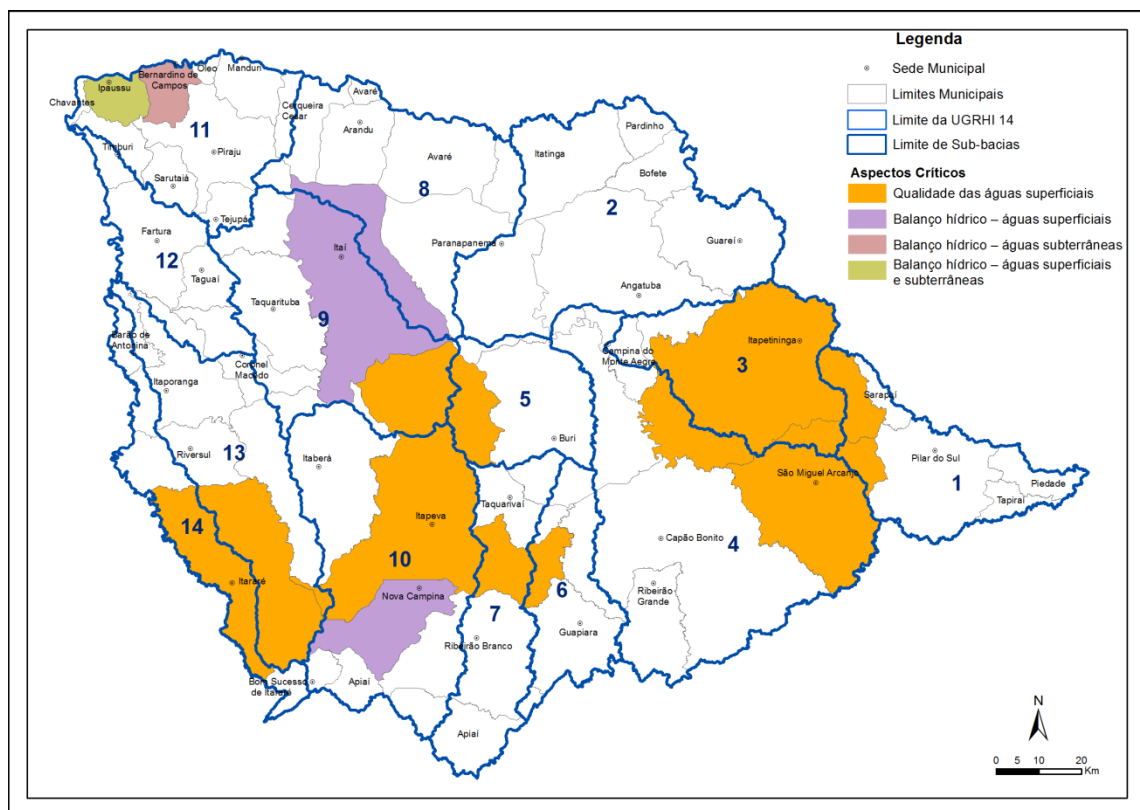 Legenda
Sede Municipal
Limites Municipais
Limite da UGRHI 14
Limite de Sub-bacias
Aspectos Críticos
Qualidade das águas superficiais
Balanço hídrico – águas superficiais
Balanço hídrico – águas subterrâneas
Balanço hídrico – águas superficiais
e subterrâneas
Óleo
Manduri
Bernardino de
Campos
Ipaussu
Chavantes
Cerqueira
Cesar
Avaré
Arandu
Avaré
Itatinga
Pardinho
Bofete
11
Timburi
Piraju
Sarutaiá
Tejupá
8
2
Guareí
Paranapanema
Angatuba
Fartura
12
Taguaí
Itaí
Taquarituba
9
Barão de
Antonina
Coronel
Macedo
Itaporanga
Campina do
Monte Alegre
Itapetininga
3
Sarapuí
5
Buri
13
Riversul
Itaberá
Pilar do Sul
1
Piedade
Tapiraí
São Miguel Arcanjo
Taquarivaí
Itapeva
14
10
Capão Bonito
4
Itararé
Nova Campina
6
Ribeirão
Grande
7
Guapiara
Ribeirão Branco
Bom Sucesso
de Itararé
Apiaí
Apiaí
N
0 5 10 20
Km